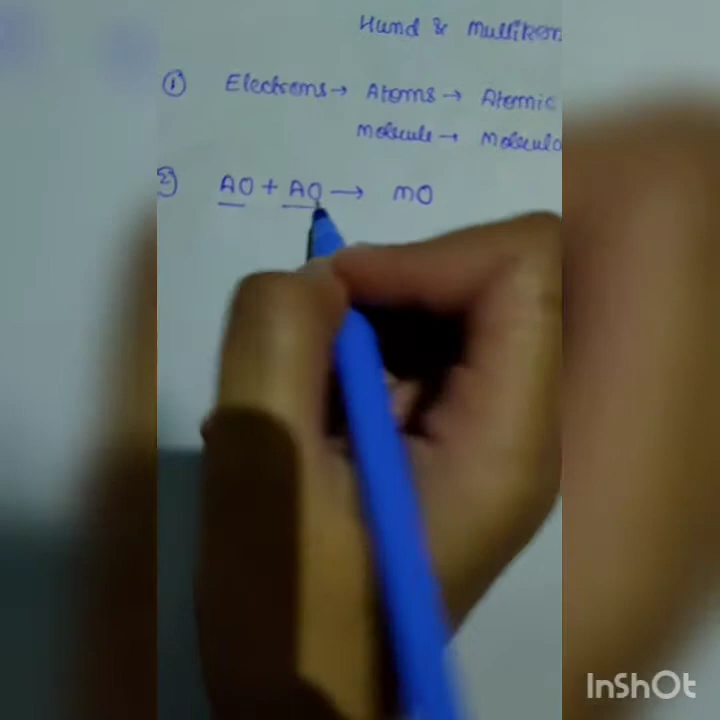 Hund & Mulliken
① Electrons → Atoms → Atomic
Molecule → Molecula
② AO + AO → MO
InShOt